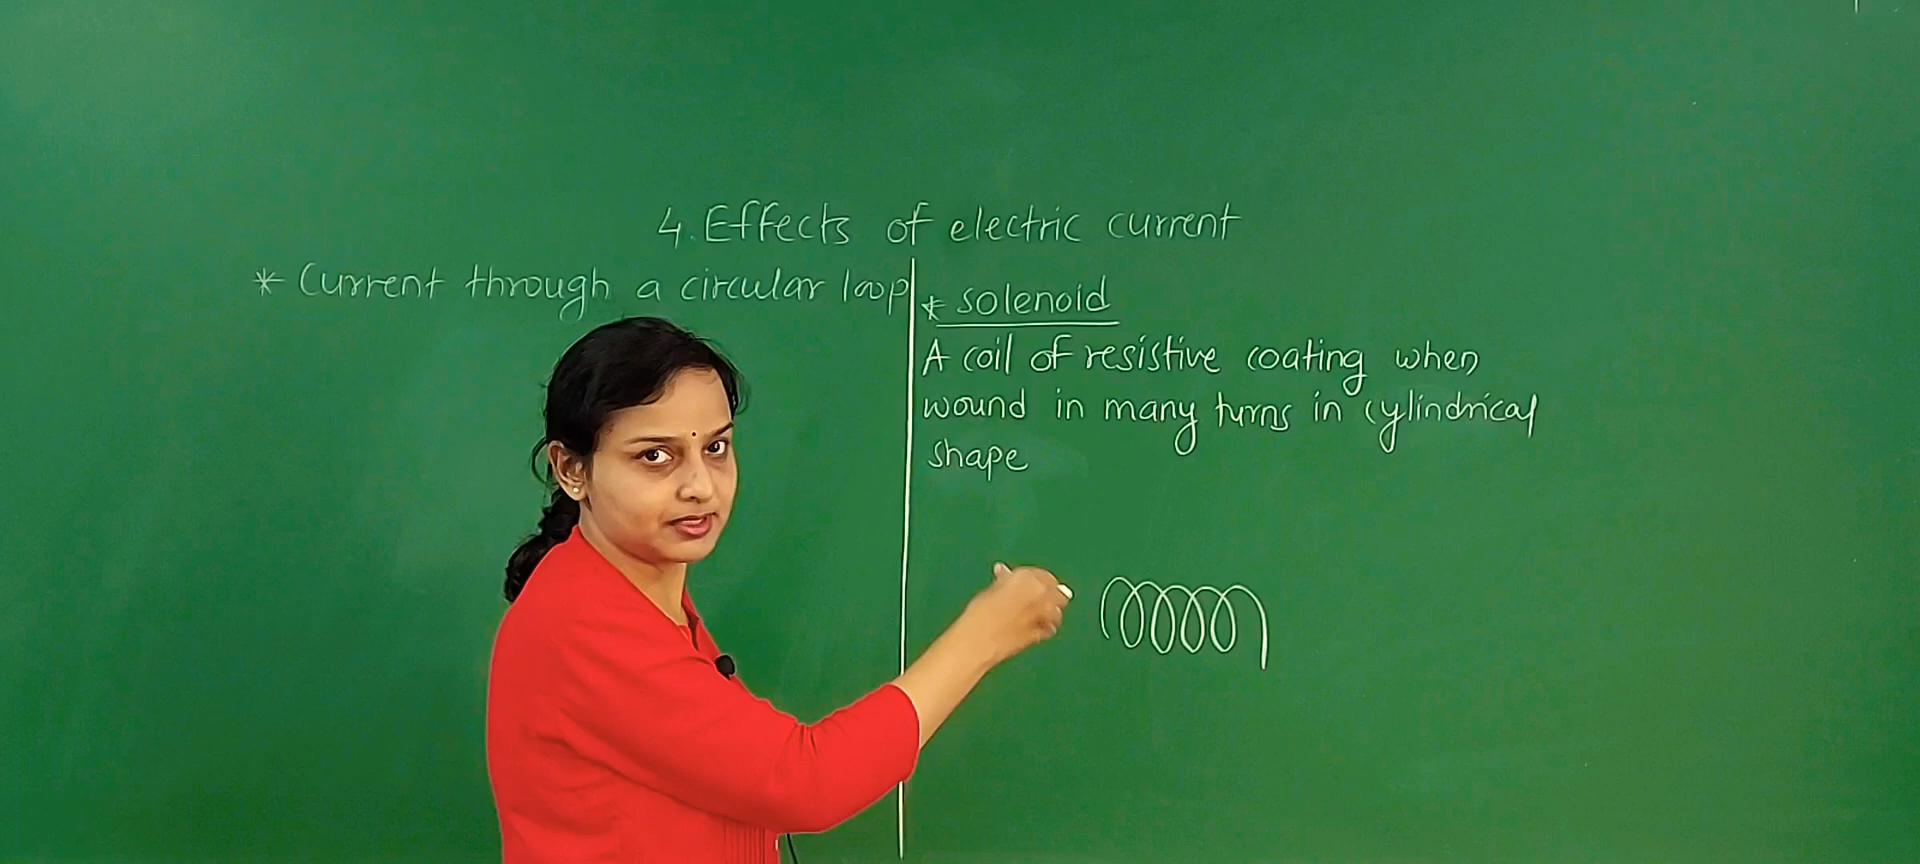 4. Effects of electric current
* Current through a circular loop
* solenoid
A coil of resistive coating when
wound in many turns in cylindrical
shape